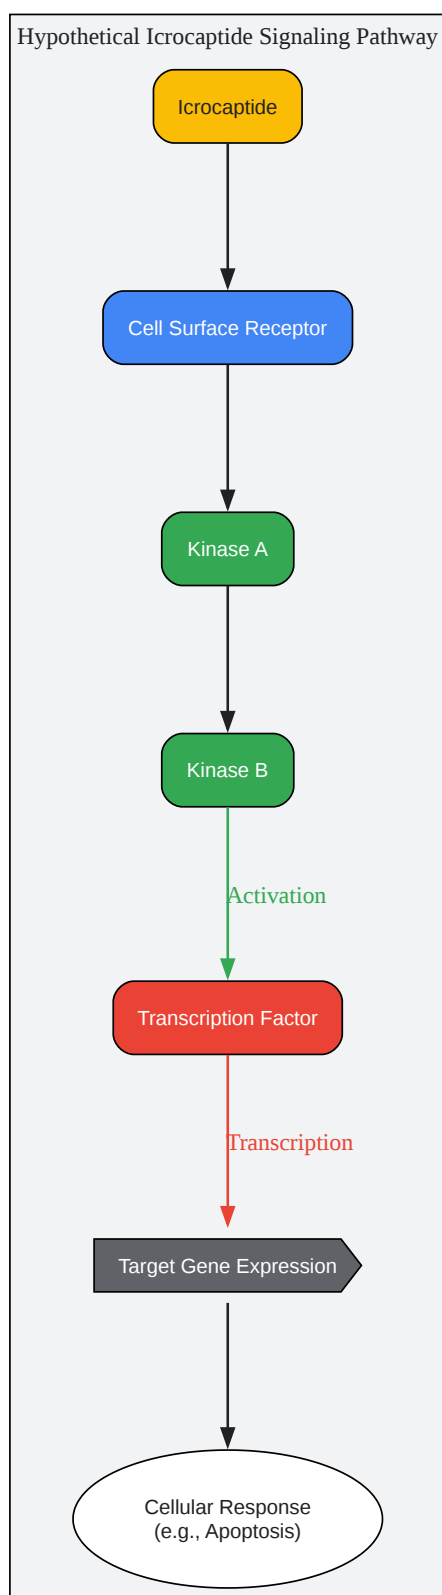 Hypothetical Icrocaptide Signaling Pathway
Icrocaptide
Cell Surface Receptor
Kinase A
Kinase B
Activation
Transcription Factor
Transcription
Target Gene Expression
Cellular Response
(e.g., Apoptosis)